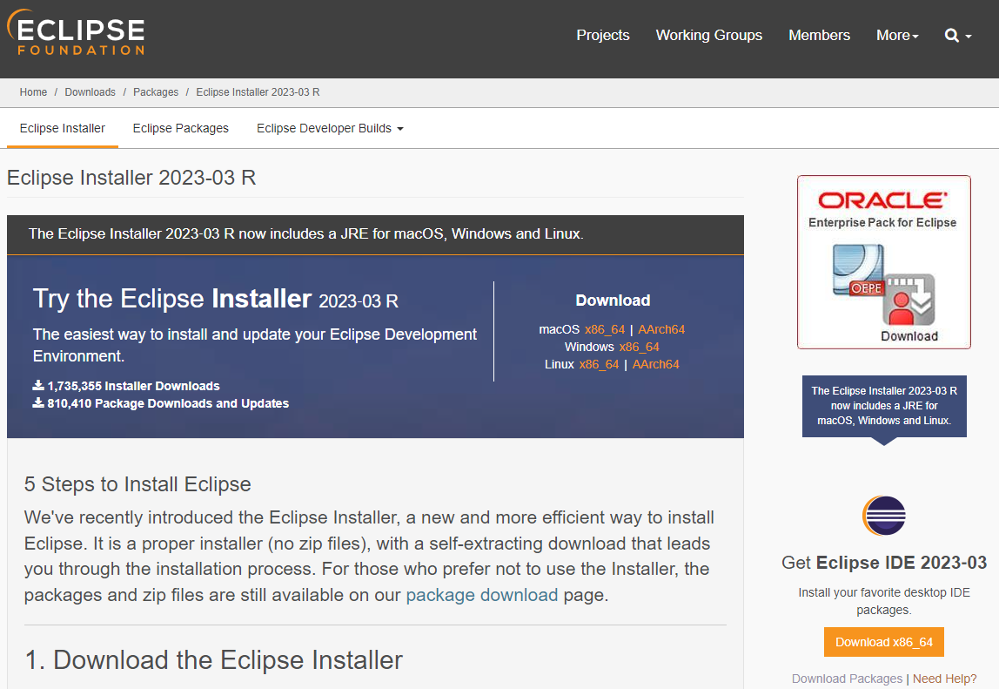 ECLIPSE
FOUNDATION
Projects Working Groups Members More
Home / Downloads / Packages / Eclipse Installer 2023-03 R
Eclipse Installer Eclipse Packages Eclipse Developer Builds
Eclipse Installer 2023-03 R
The Eclipse Installer 2023-03 R now includes a JRE for macOS, Windows and Linux.
Try the Eclipse Installer 2023-03 R
The easiest way to install and update your Eclipse Development
Environment.
1,735,355 Installer Downloads
810,410 Package Downloads and Updates
Download
macOS x86_64 | AArch64
Windows x86_64
Linux x86_64 | AArch64
5 Steps to Install Eclipse
We've recently introduced the Eclipse Installer, a new and more efficient way to install
Eclipse. It is a proper installer (no zip files), with a self-extracting download that leads
you through the installation process. For those who prefer not to use the Installer, the
packages and zip files are still available on our package download page.
1. Download the Eclipse Installer
ORACLE
Enterprise Pack for Eclipse
OEPE
Download
The Eclipse Installer 2023-03 R
now includes a JRE for
macOS, Windows and Linux.
Get Eclipse IDE 2023-03
Install your favorite desktop IDE
packages.
Download x86_64
Download Packages | Need Help?